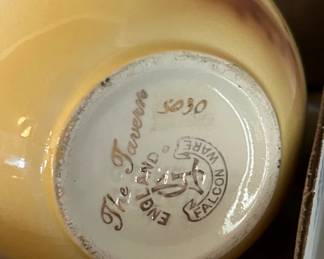 The Tavern
5030
FALCON WARE
ENGLAND